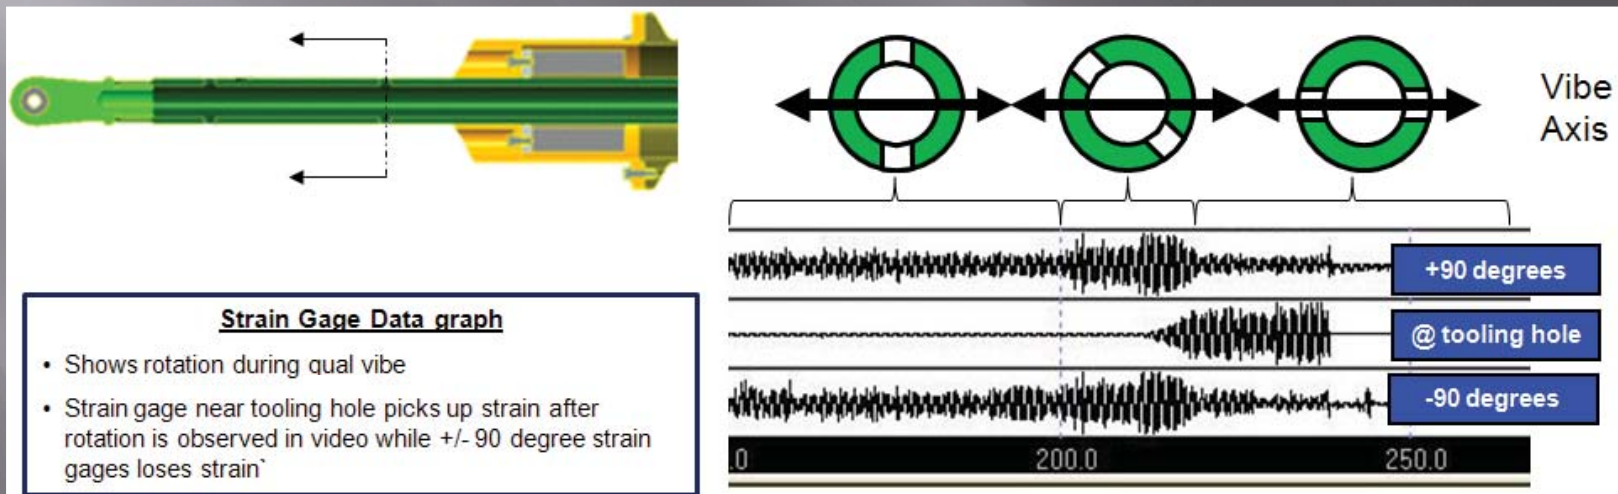 Vibe
Axis
Strain Gage Data graph
• Shows rotation during qual vibe
• Strain gage near tooling hole picks up strain after
rotation is observed in video while +/- 90 degree strain
gages loses strain`
+90 degrees
@ tooling hole
-90 degrees
.0 200.0 250.0